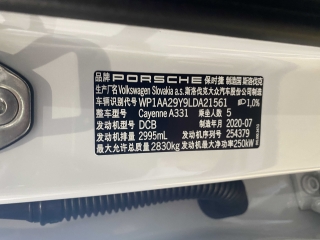 品牌 PORSCHE 保时捷 制造国 斯洛伐克
生产厂名 Volkswagen Slovakia a.s. 斯洛伐克大众汽车股份公司
车辆识别代号 WP1AA29Y9LDA21561 1,0%
整车型号 Cayenne A331 乘坐人数 5
发动机型号 DCB 制造年月 2020-07
发动机排量 2995mL 发动机序号 254379
最大允许总质量 2830kg 发动机最大净功率 250kW